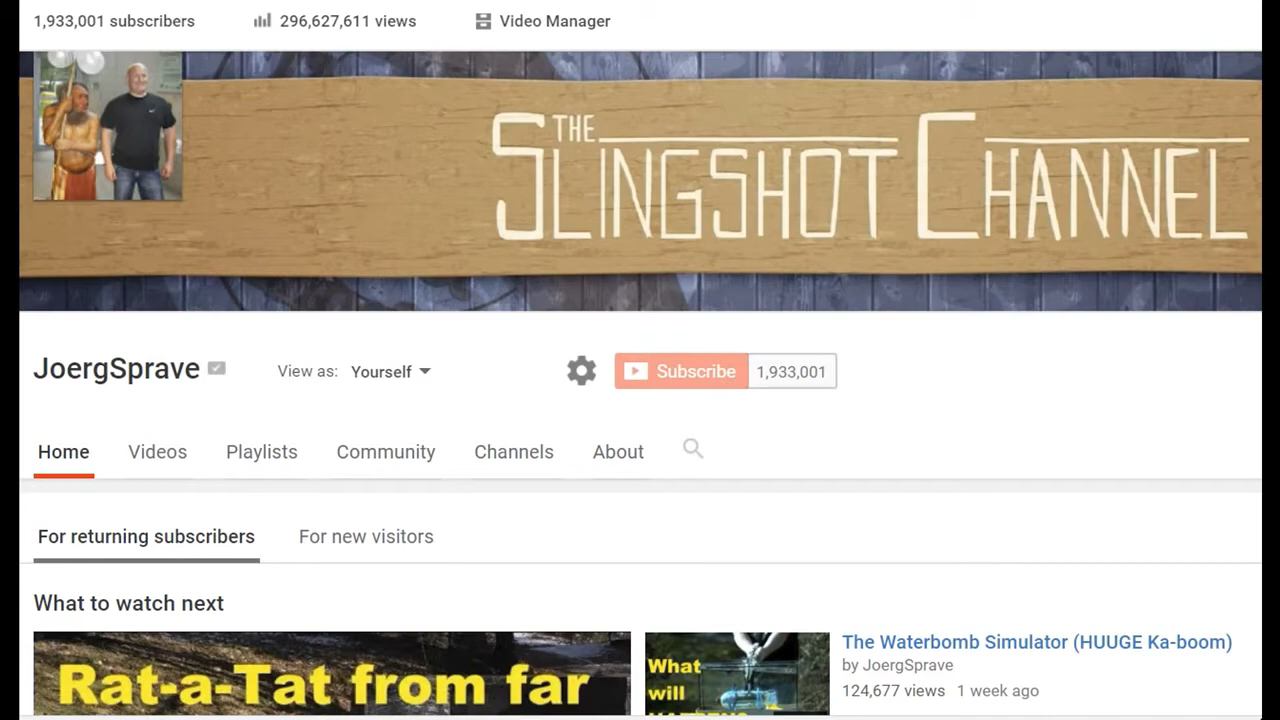 1,933,001 subscribers 296,627,611 views Video Manager
THE
SLINGSHOT CHANNEL
JoergSprave View as: Yourself Subscribe 1,933,001
Home Videos Playlists Community Channels About
For returning subscribers For new visitors
What to watch next
Rat-a-Tat from far
What
will
HAPPEN?
The Waterbomb Simulator (HUUGE Ka-boom)
by JoergSprave
124,677 views 1 week ago